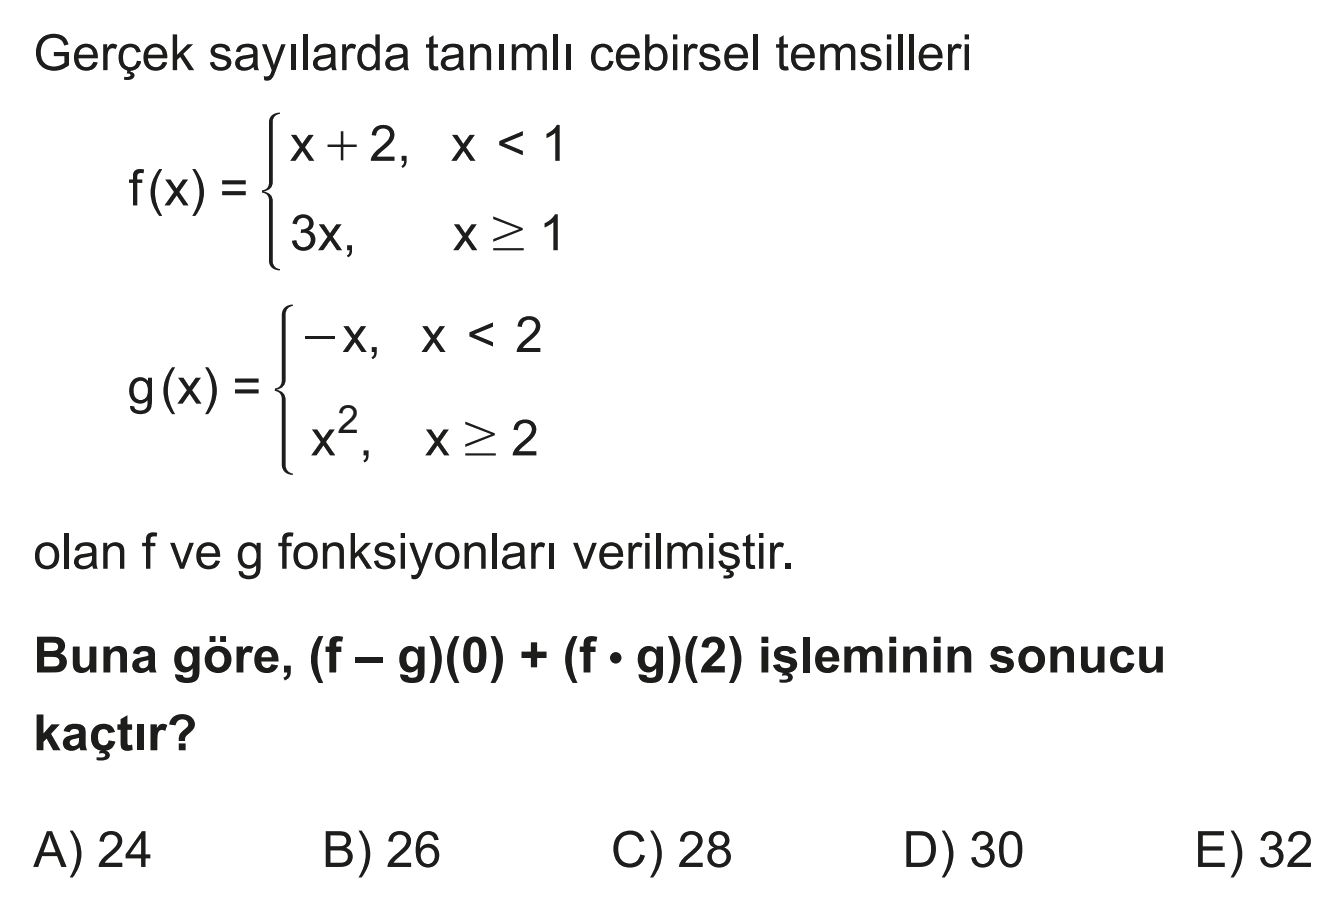 Gerçek sayılarda tanımlı cebirsel temsilleri
f(x) = { x + 2, x < 1
3x, x ≥ 1
g(x) = { −x, x < 2
x², x ≥ 2
olan f ve g fonksiyonları verilmiştir.
Buna göre, (f – g)(0) + (f · g)(2) işleminin sonucu
kaçtır?
A) 24 B) 26 C) 28 D) 30 E) 32